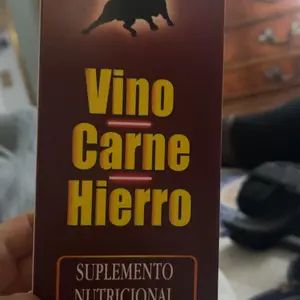 Vino
Carne
Hierro
SUPLEMENTO
NUTRICIONAL